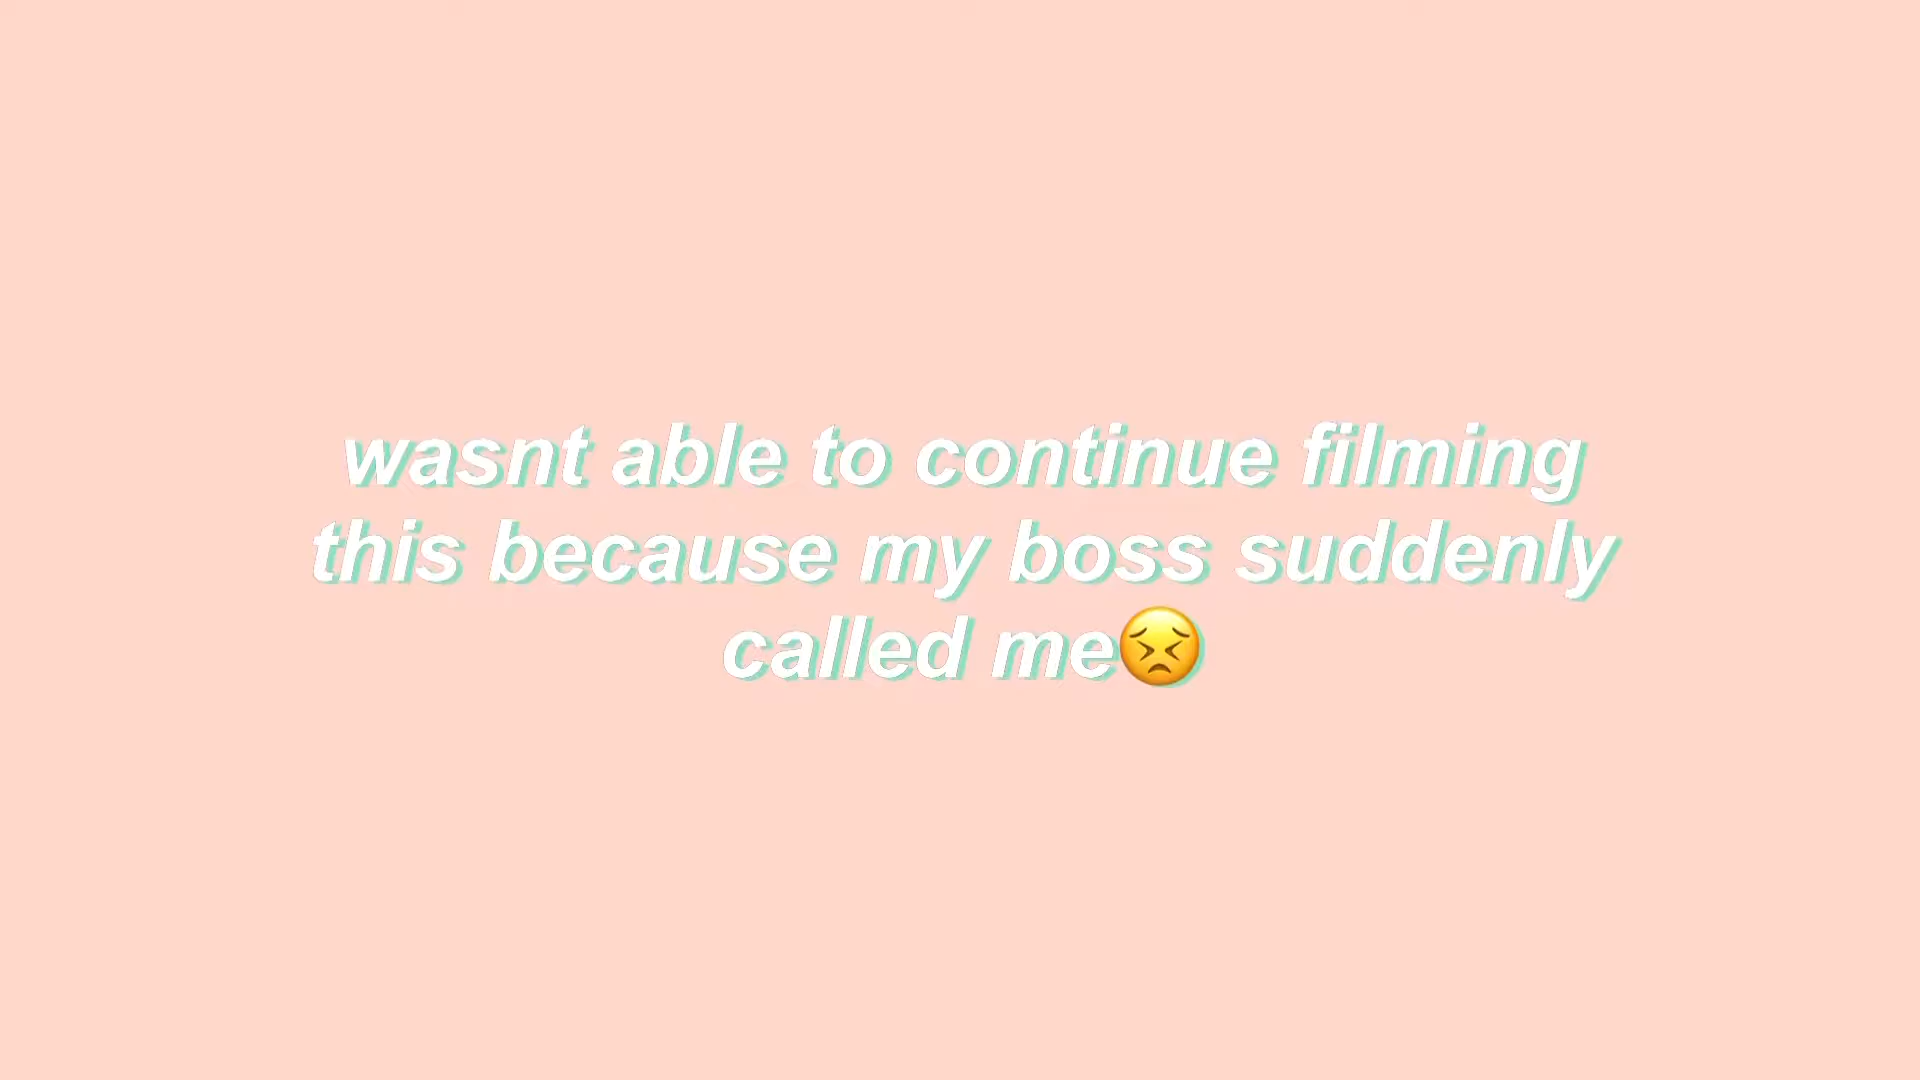 wasnt able to continue filming
this because my boss suddenly
called me😣